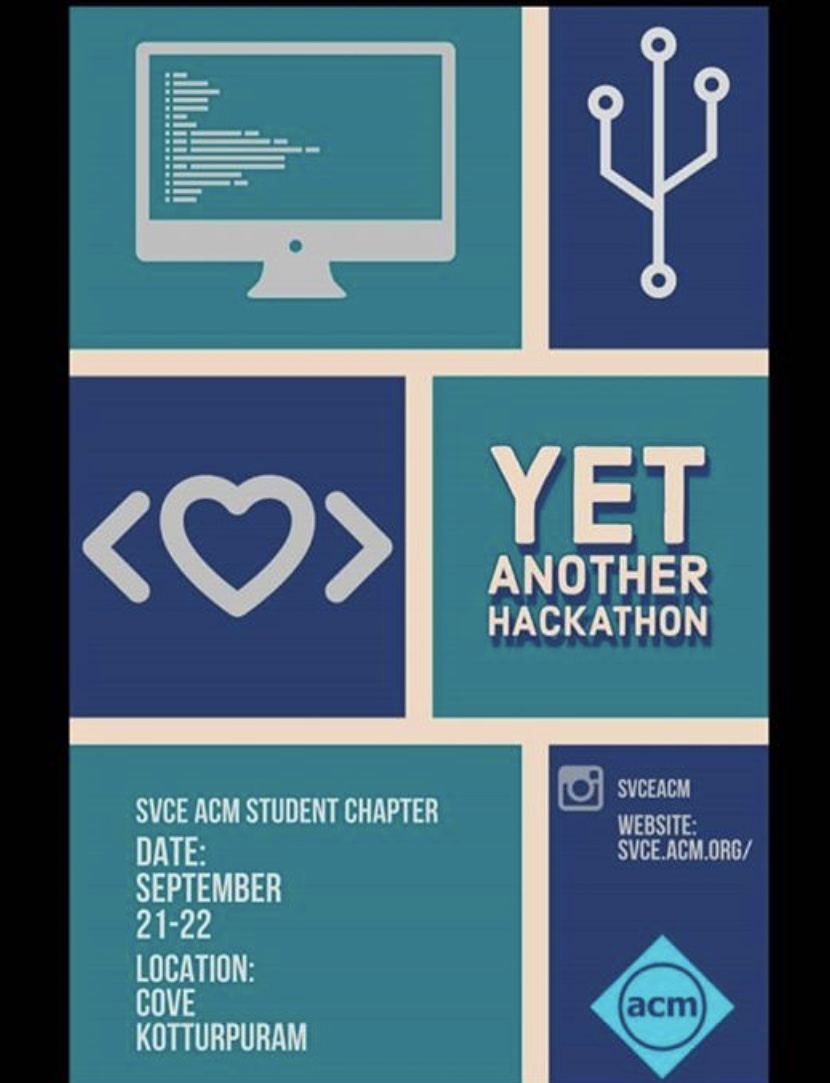 YET
ANOTHER
HACKATHON
SVCE ACM STUDENT CHAPTER
DATE:
SEPTEMBER
21-22
LOCATION:
COVE
KOTTURPURAM
SVCEACM
WEBSITE:
SVCE.ACM.ORG/
acm